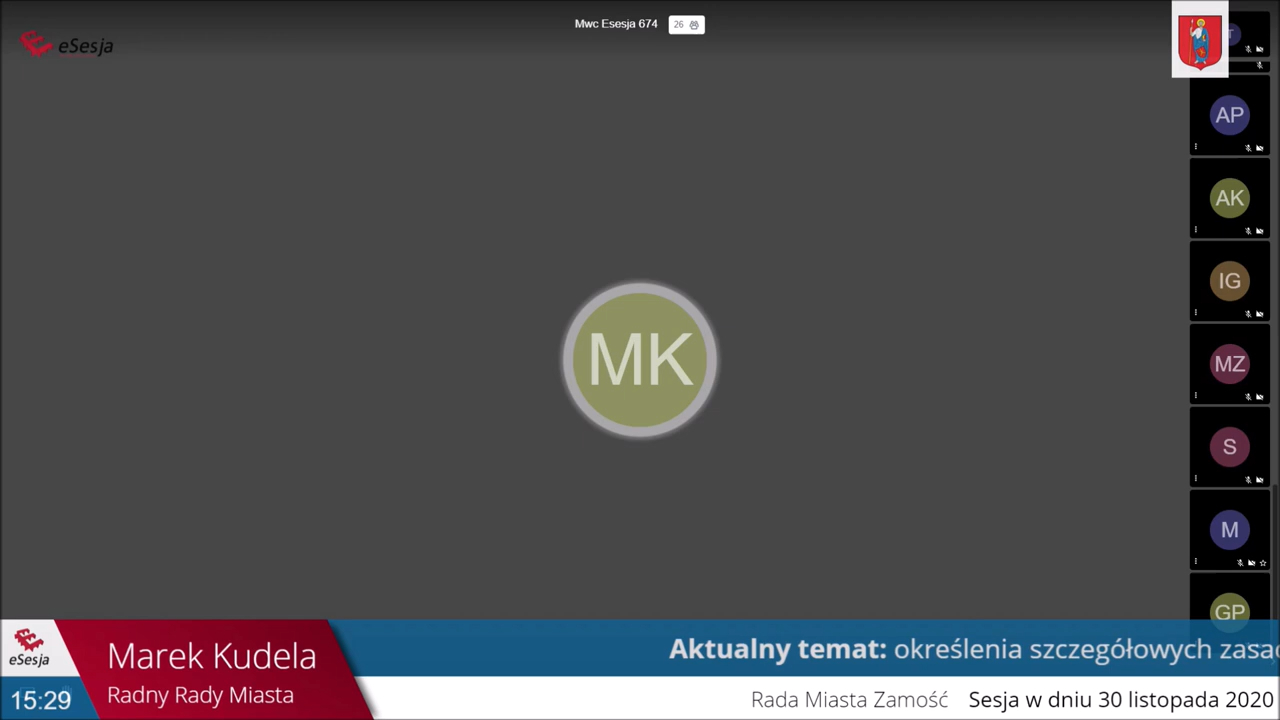 Mwc Esesja 674 26
eSesja
T
AP
AK
IG
MZ
S
M
GP
MK
eSesja
Marek Kudela
Radny Rady Miasta
15:29
Aktualny temat: określenia szczegółowych zasad
Rada Miasta Zamość Sesja w dniu 30 listopada 2020